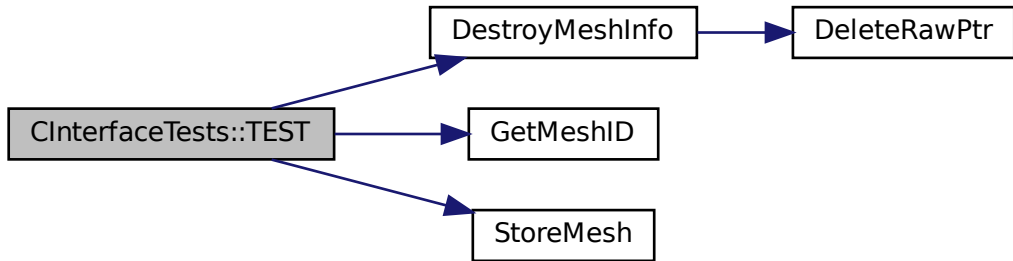 DestroyMeshInfo
DeleteRawPtr
CInterfaceTests::TEST
GetMeshID
StoreMesh